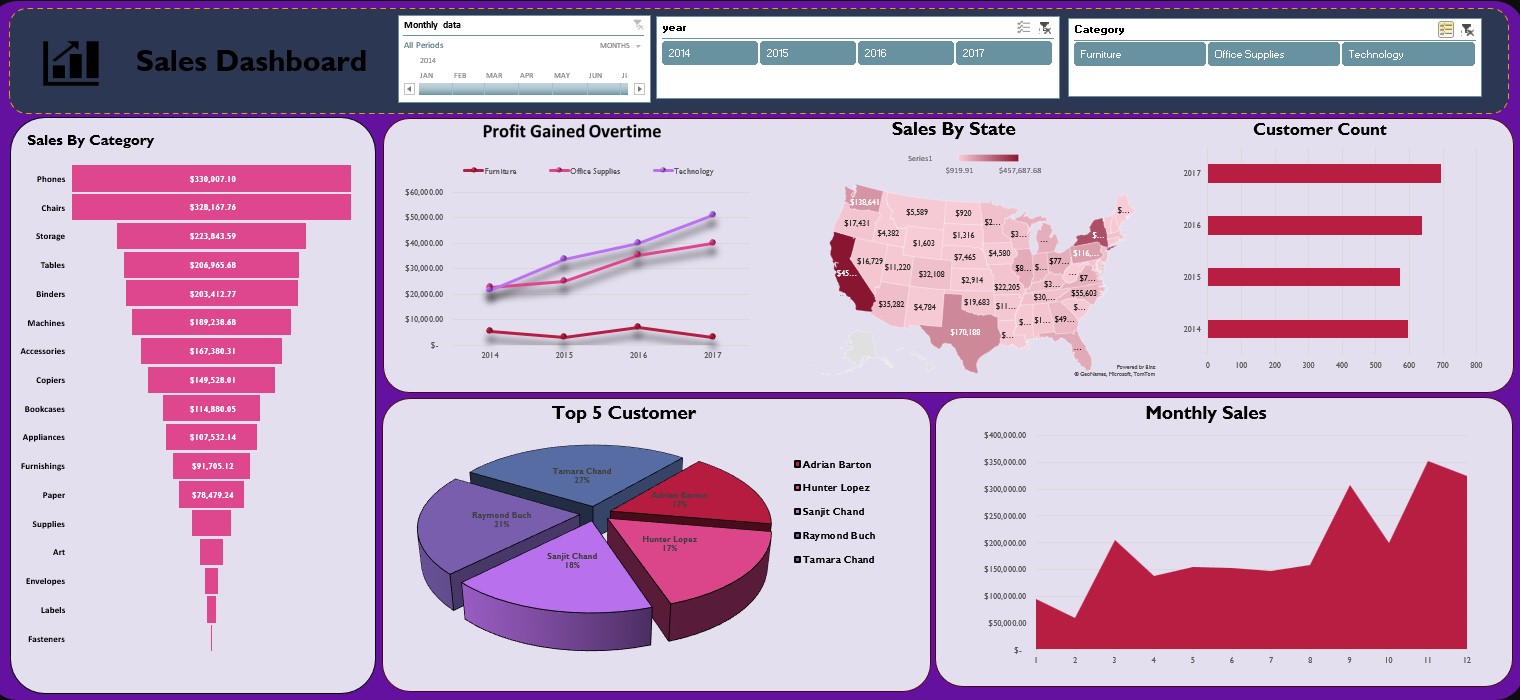 Sales Dashboard
Monthly data
All Periods MONTHS
2014
JAN FEB MAR APR MAY JUN
year
2014 2015 2016 2017
Category
Furniture Office Supplies Technology
Sales By Category
Phones $330,007.10
Chairs $328,167.76
Storage $223,843.59
Tables $206,965.68
Binders $203,412.77
Machines $189,238.68
Accessories $167,380.31
Copiers $149,528.01
Bookcases $114,880.05
Appliances $107,532.14
Furnishings $91,705.12
Paper $78,479.24
Supplies
Art
Envelopes
Labels
Fasteners
Profit Gained Overtime
Furniture Office Supplies Technology
$60,000.00
$50,000.00
$40,000.00
$30,000.00
$20,000.00
$10,000.00
$-
2014 2015 2016 2017
Sales By State
Series1
$919.91 $457,687.68
$138,641
$5,589 $920 $2... $...
$17,431 $4,382 $1,316 $3... ... $...
$1,603 $116,...
$45... $16,729 $11,220 $7,465 $4,580 $8... $... $77... ...
$32,108 $2,914 $22,205 $3... $7...
$35,282 $4,784 $19,683 $11... $30,... $55,603
$170,188 $... $... $1... $49... $...
...
Powered by Bing
© GeoNames, Microsoft, TomTom
Customer Count
2017
2016
2015
2014
0 100 200 300 400 500 600 700 800
Top 5 Customer
Tamara Chand
27%
Adrian Barton
17%
Raymond Buch
21%
Hunter Lopez
17%
Sanjit Chand
18%
Adrian Barton
Hunter Lopez
Sanjit Chand
Raymond Buch
Tamara Chand
Monthly Sales
$400,000.00
$350,000.00
$300,000.00
$250,000.00
$200,000.00
$150,000.00
$100,000.00
$50,000.00
$-
1 2 3 4 5 6 7 8 9 10 11 12